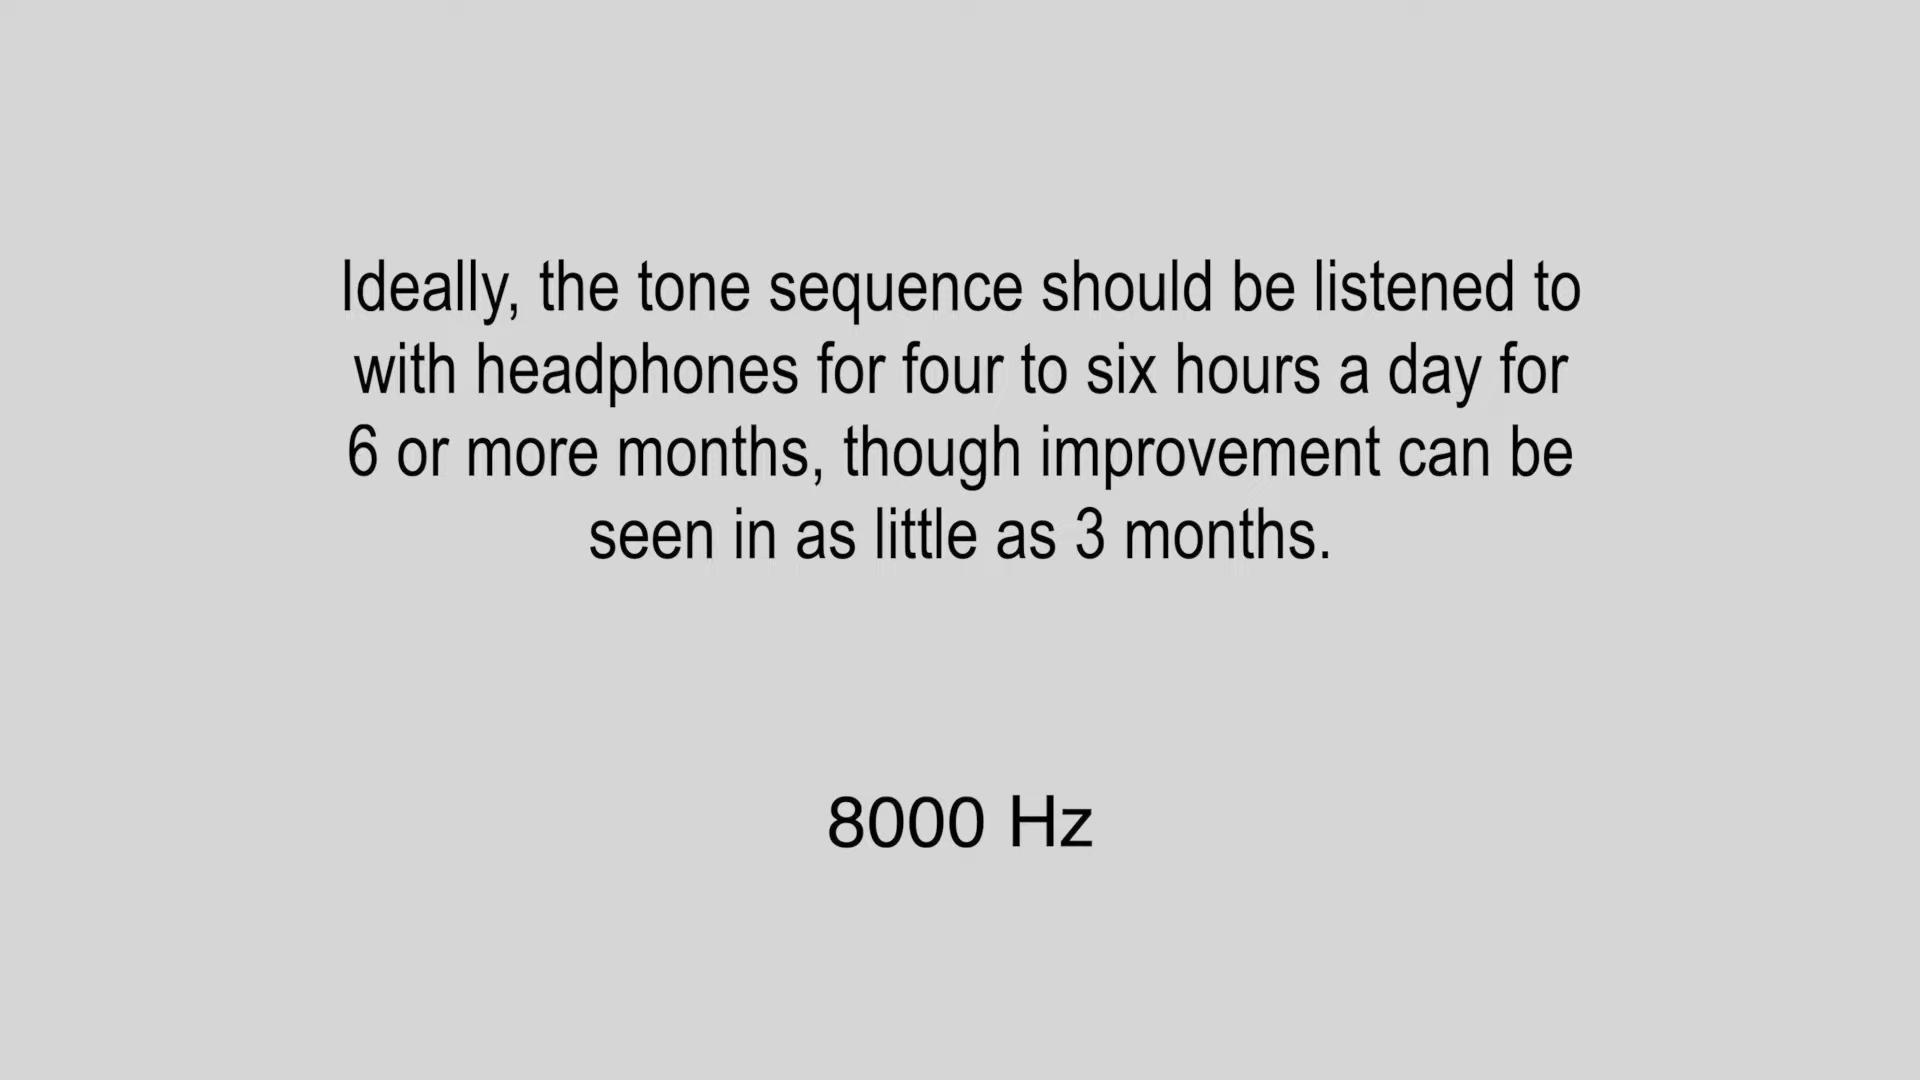 Ideally, the tone sequence should be listened to
with headphones for four to six hours a day for
6 or more months, though improvement can be
seen in as little as 3 months.
8000 Hz